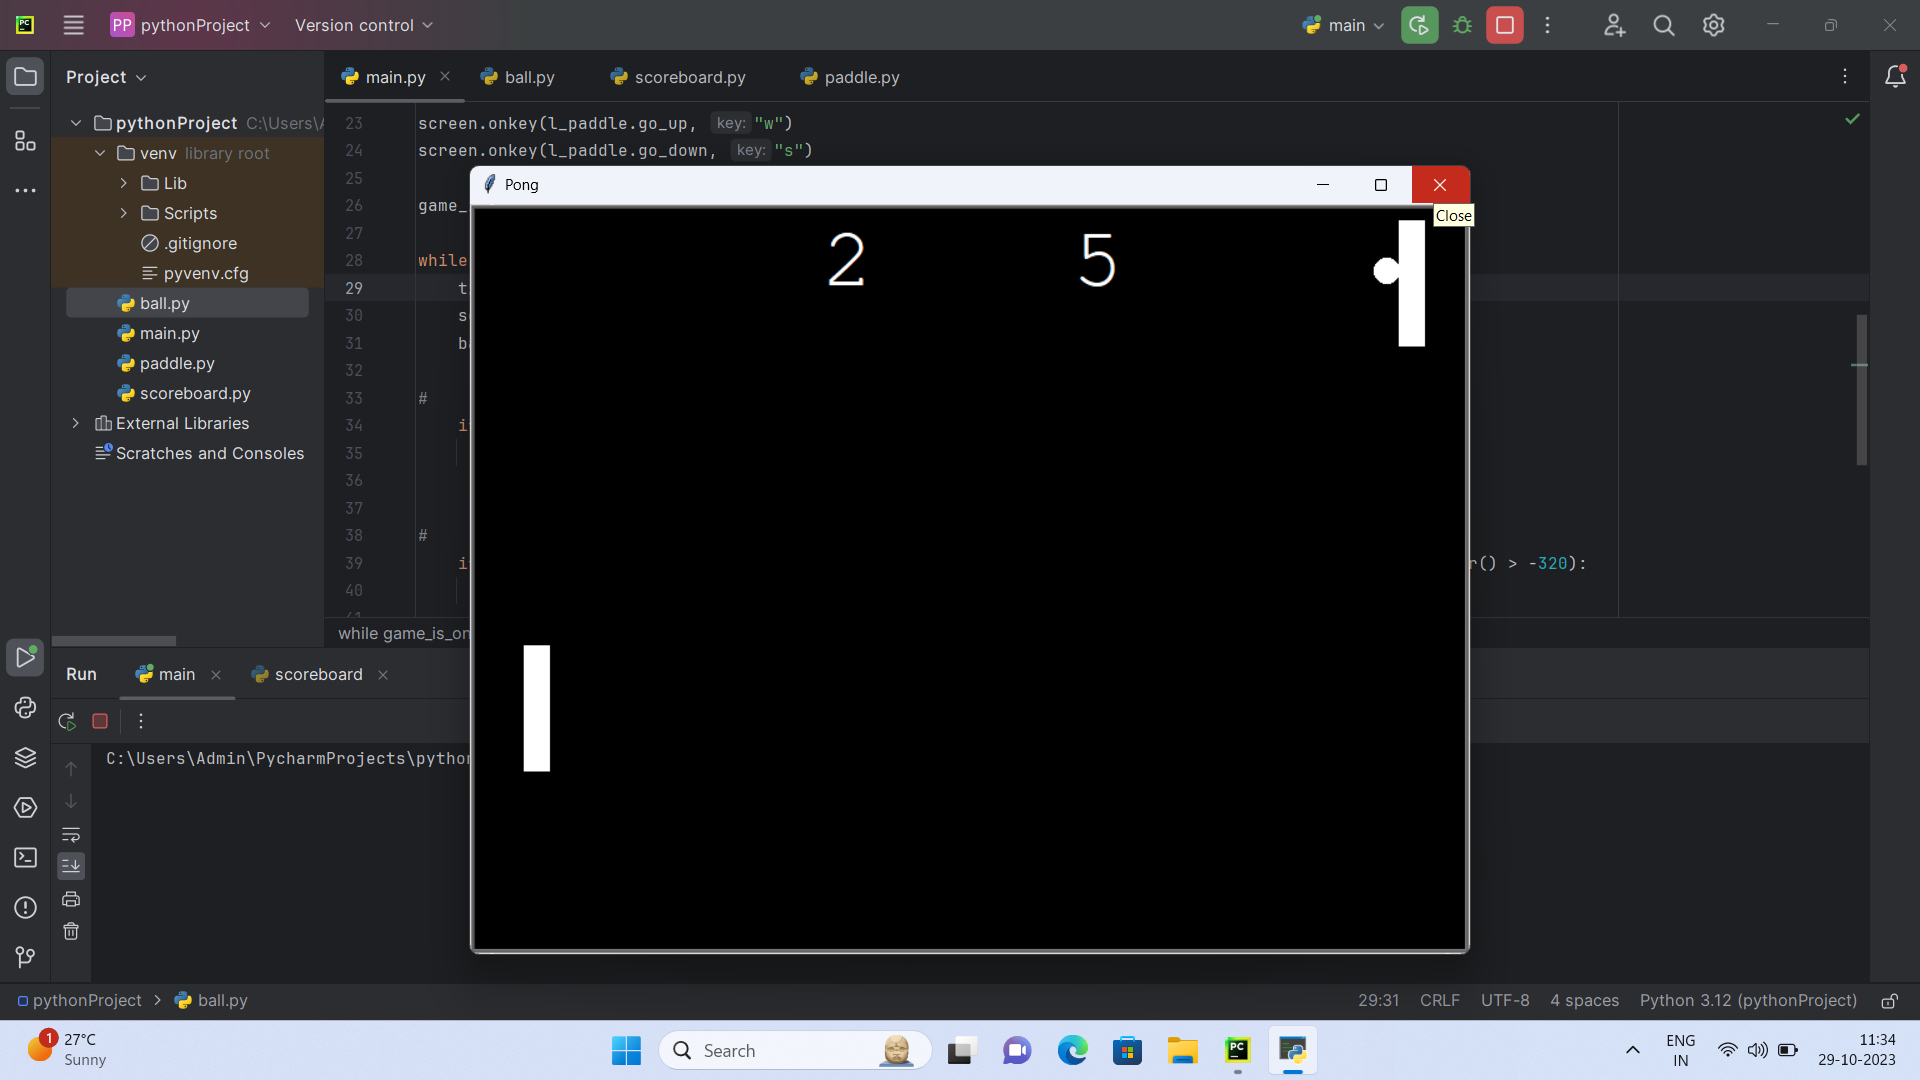 PC
PP pythonProject Version control main
Project main.py ball.py scoreboard.py paddle.py
pythonProject C:\Users\
venv library root
Lib
Scripts
.gitignore
pyvenv.cfg
ball.py
main.py
paddle.py
scoreboard.py
External Libraries
Scratches and Consoles
23 screen.onkey(l_paddle.go_up, key: "w")
24 screen.onkey(l_paddle.go_down, key: "s")
25
26 game_
27
28 while
29
30
31
32
33 #
34
35
36
37
38 #
39 r() > -320):
40
while game_is_on
Pong
Close
2 5
Run main scoreboard
C:\Users\Admin\PycharmProjects\python
pythonProject > ball.py 29:31 CRLF UTF-8 4 spaces Python 3.12 (pythonProject)
1 27°C
Sunny
Search
PC
ENG
IN
11:34
29-10-2023